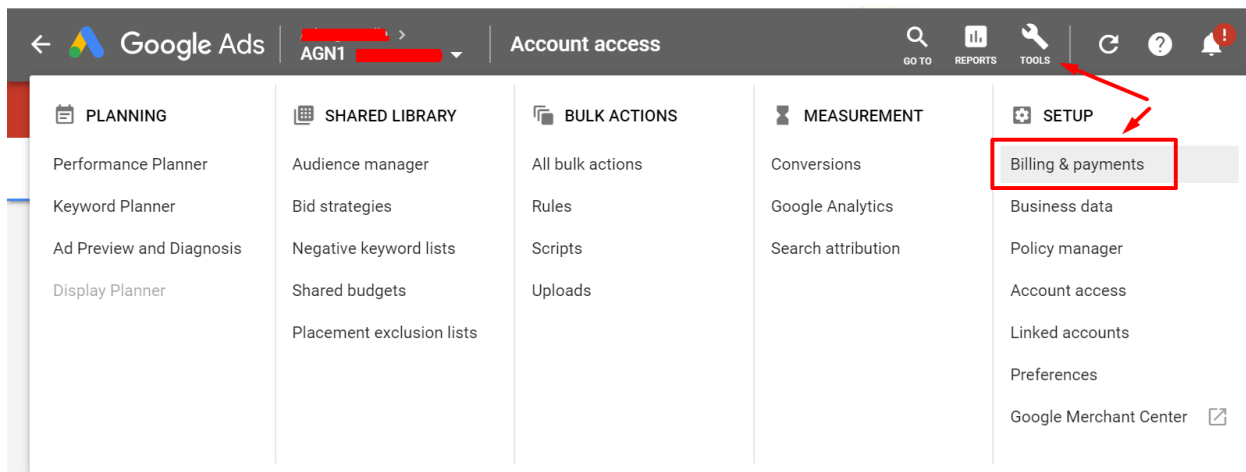 Google Ads
>
AGN1
Account access
GO TO
REPORTS
TOOLS
?
!
PLANNING
Performance Planner
Keyword Planner
Ad Preview and Diagnosis
Display Planner
SHARED LIBRARY
Audience manager
Bid strategies
Negative keyword lists
Shared budgets
Placement exclusion lists
BULK ACTIONS
All bulk actions
Rules
Scripts
Uploads
MEASUREMENT
Conversions
Google Analytics
Search attribution
SETUP
Billing & payments
Business data
Policy manager
Account access
Linked accounts
Preferences
Google Merchant Center